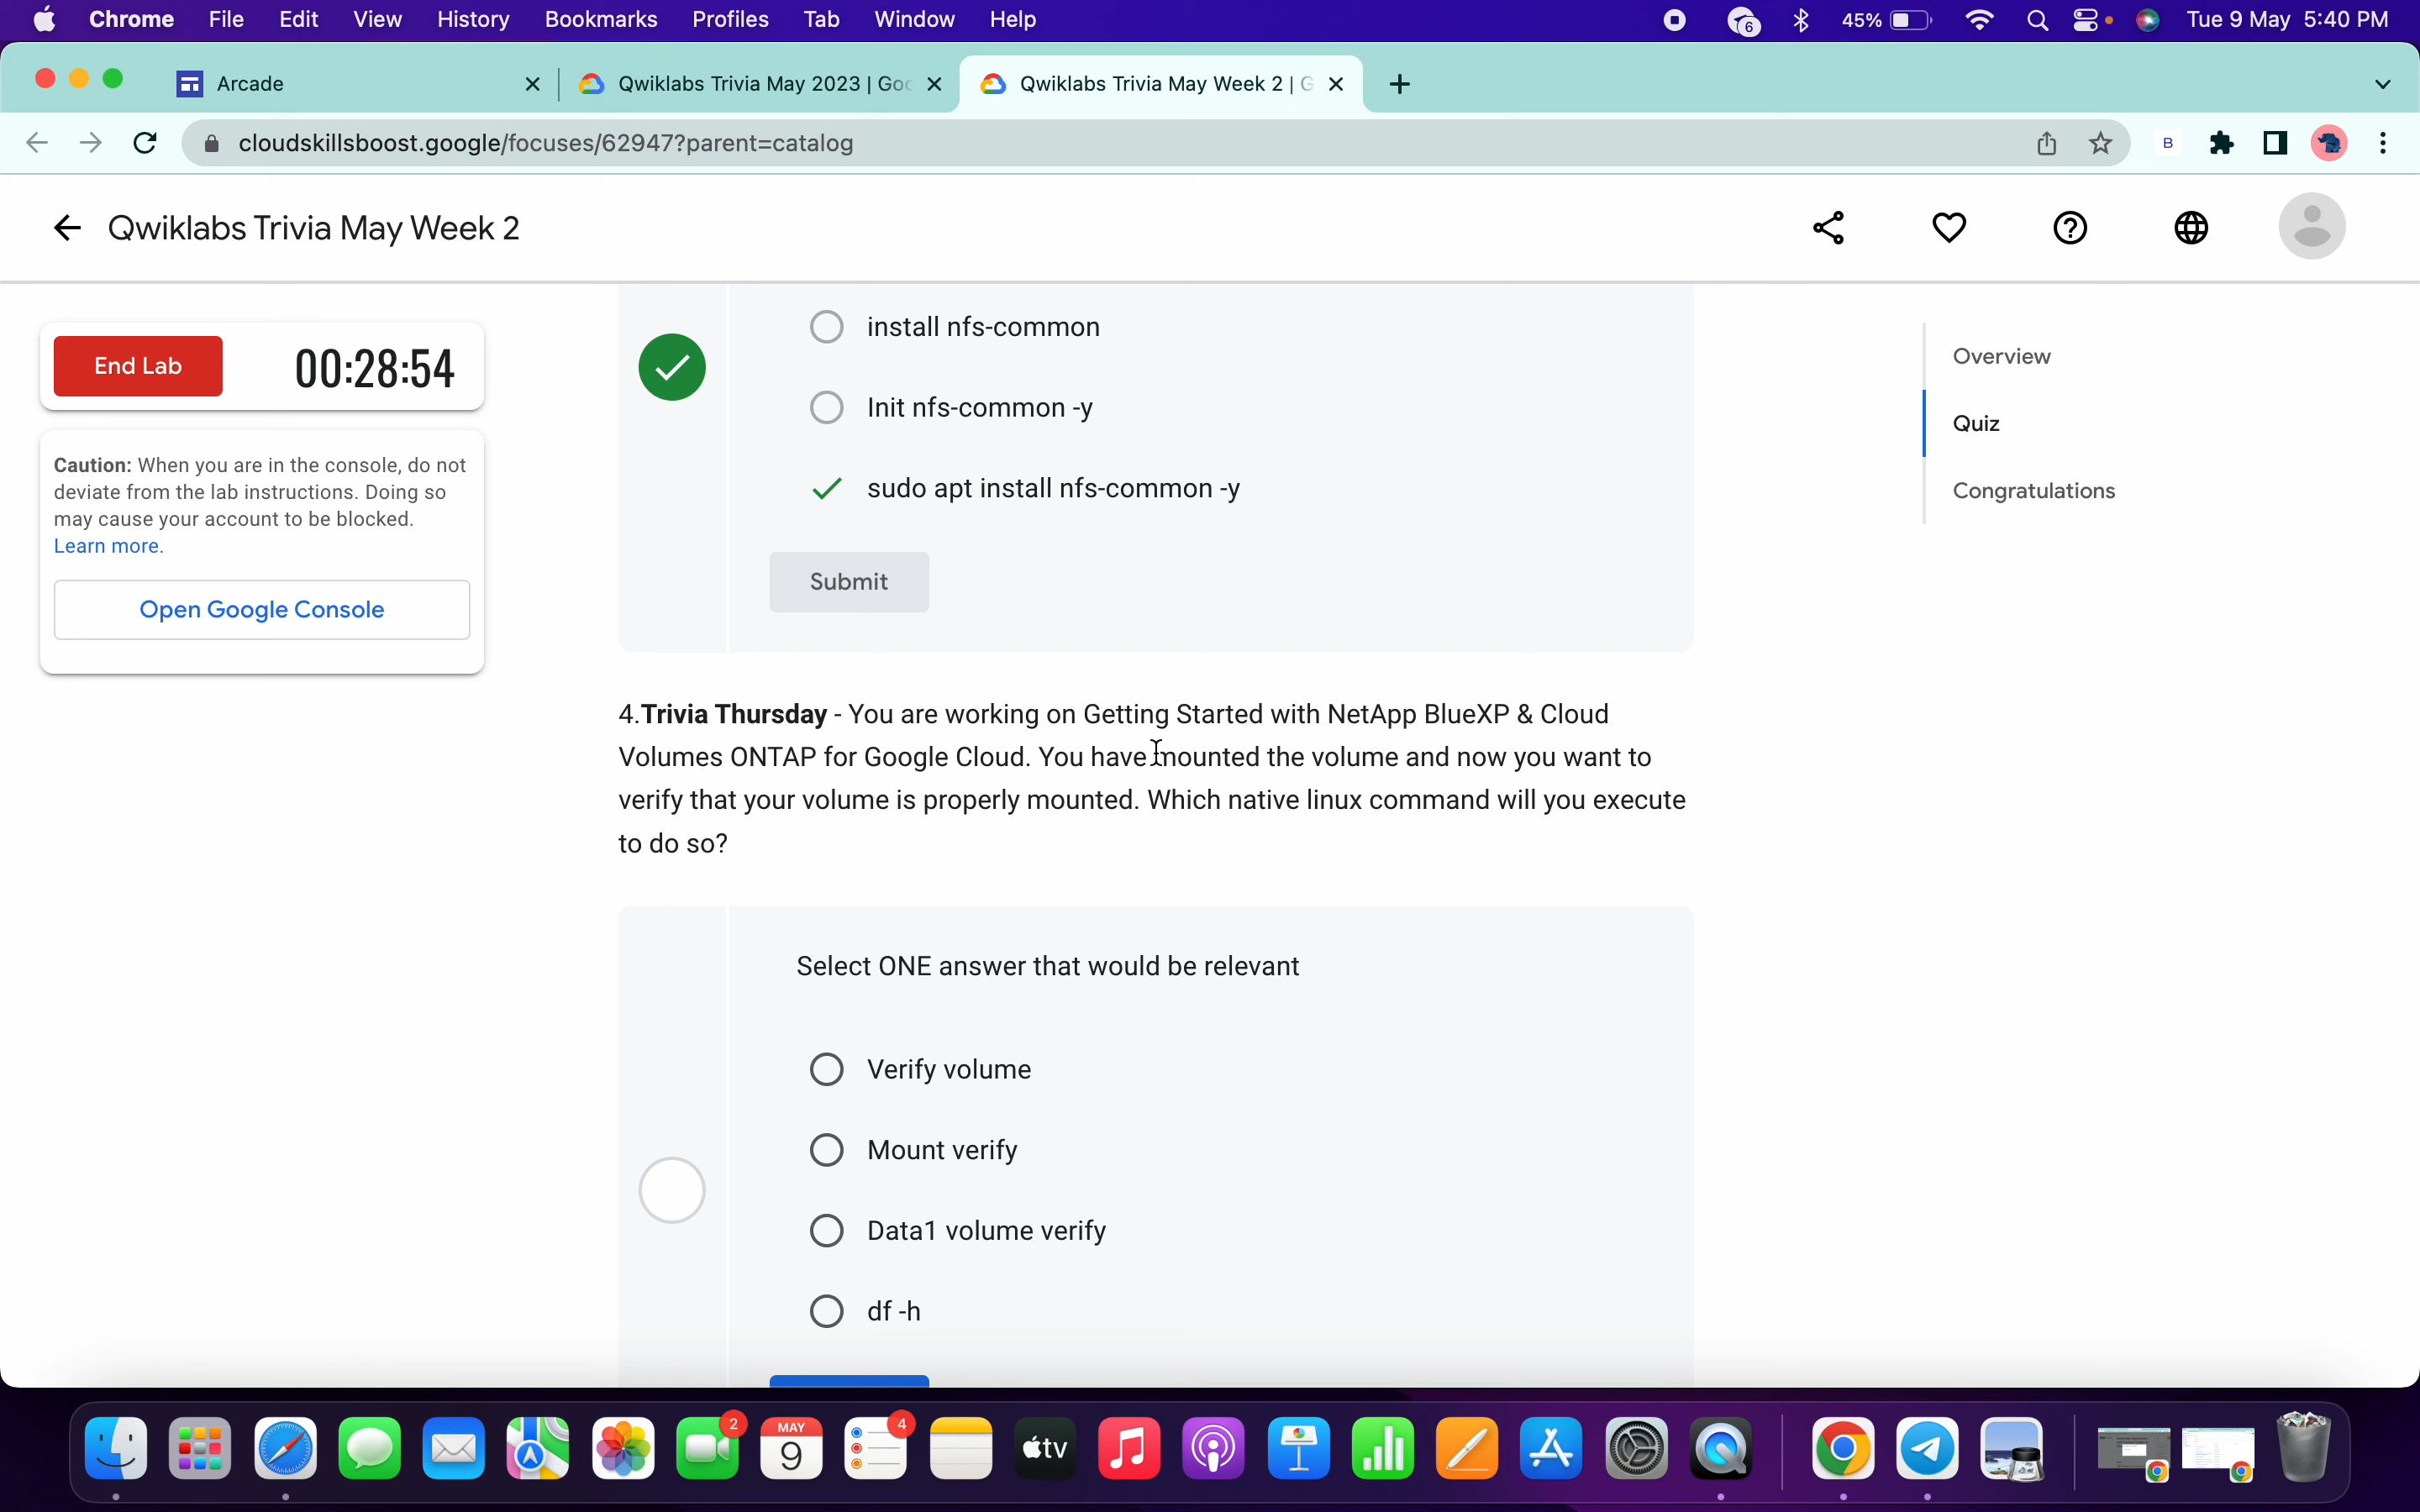 Chrome File Edit View History Bookmarks Profiles Tab Window Help 6 45% Tue 9 May 5:40 PM
Arcade Qwiklabs Trivia May 2023 | Goo Qwiklabs Trivia May Week 2 | G
cloudskillsboost.google/focuses/62947?parent=catalog B
Qwiklabs Trivia May Week 2
End Lab 00:28:54
Caution: When you are in the console, do not
deviate from the lab instructions. Doing so
may cause your account to be blocked.
Learn more.
Open Google Console
install nfs-common
Init nfs-common -y
sudo apt install nfs-common -y
Submit
4.Trivia Thursday - You are working on Getting Started with NetApp BlueXP & Cloud
Volumes ONTAP for Google Cloud. You have mounted the volume and now you want to
verify that your volume is properly mounted. Which native linux command will you execute
to do so?
Select ONE answer that would be relevant
Verify volume
Mount verify
Data1 volume verify
df -h
Overview
Quiz
Congratulations
2 MAY 9 4 tv